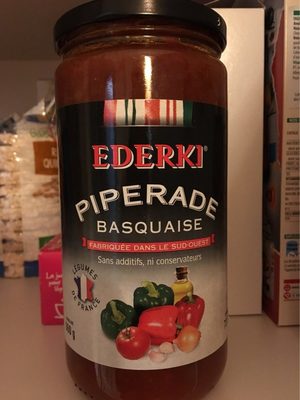 EDERKI
PIPERADE
BASQUAISE
FABRIQUÉE DANS LE SUD-OUEST
Sans additifs, ni conservateurs
LÉGUMES
DE FRANCE